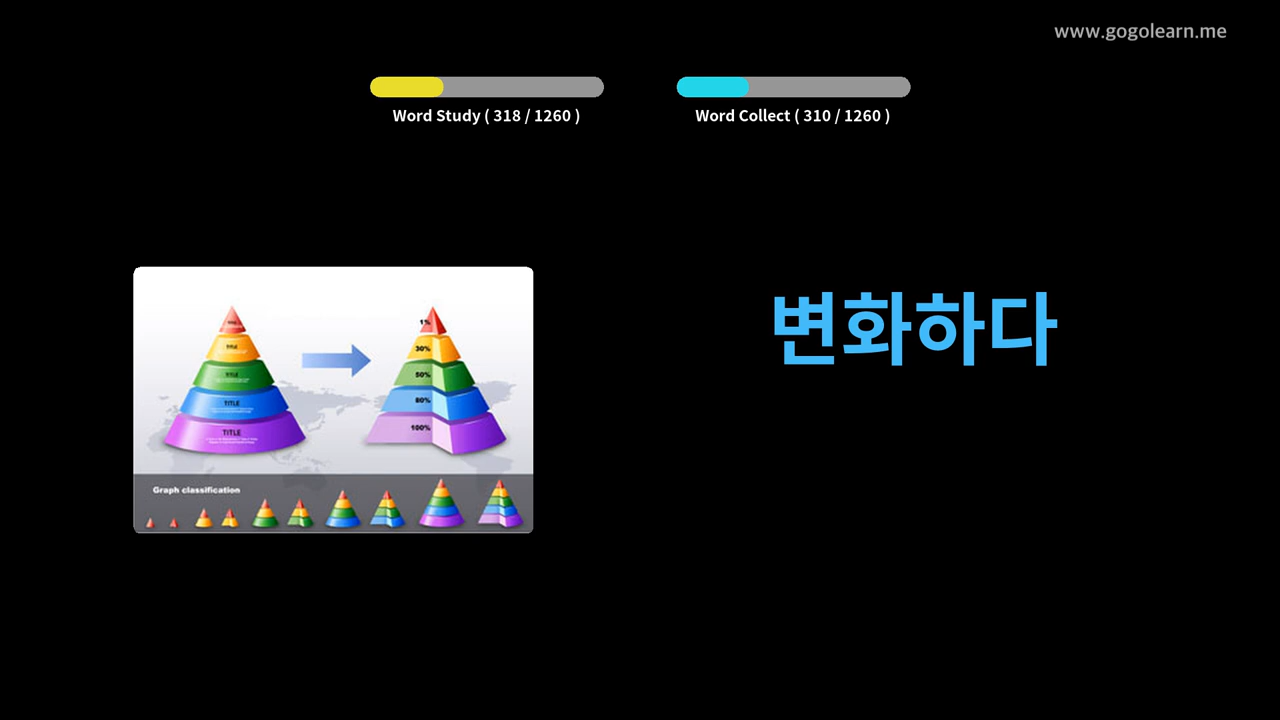 www.gogolearn.me
Word Study ( 318 / 1260 )
Word Collect ( 310 / 1260 )
변화하다
TITLE
TITLE
TITLE
TITLE
1%
30%
50%
80%
100%
Graph classification